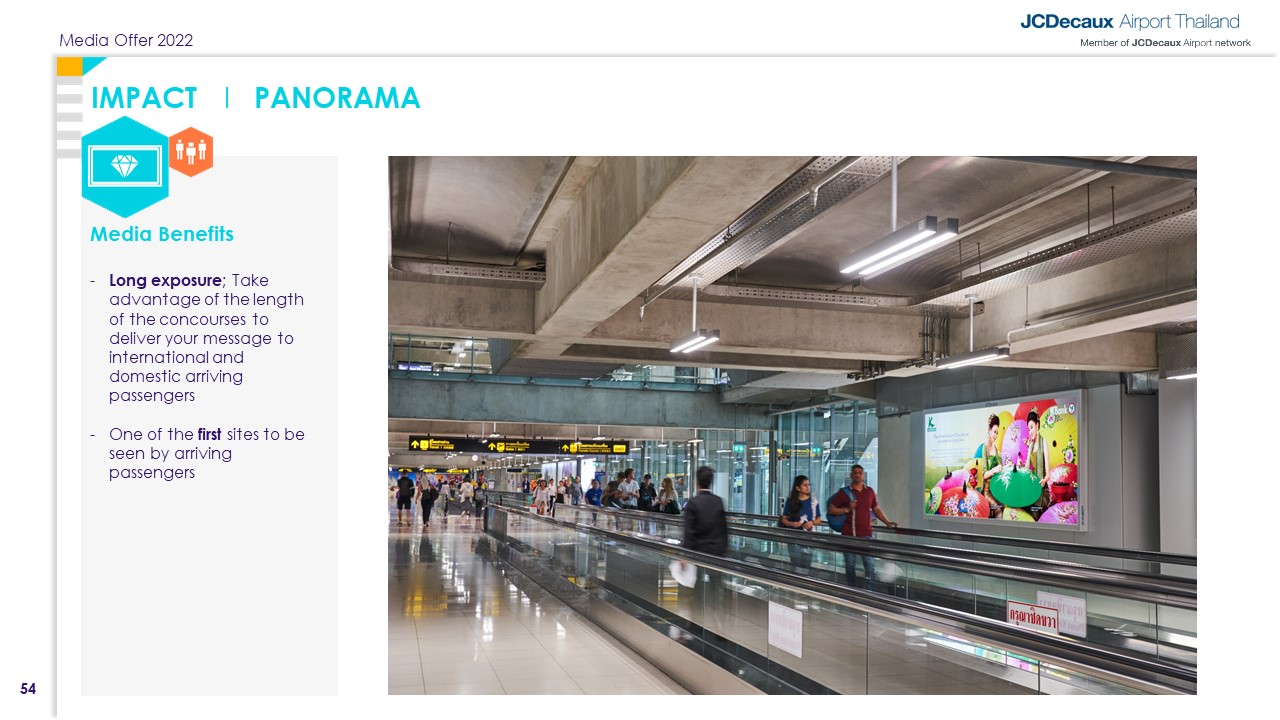 Media Offer 2022
JCDecaux Airport Thailand
Member of JCDecaux Airport network
IMPACT | PANORAMA
Media Benefits
- Long exposure; Take
advantage of the length
of the concourses to
deliver your message to
international and
domestic arriving
passengers
- One of the first sites to be
seen by arriving
passengers
KBank
กรุณาชิดขวา
54